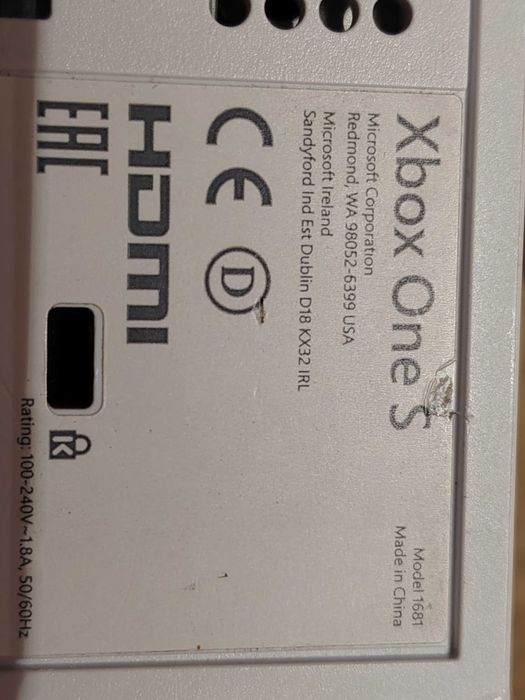 Xbox One S
Model 1681
Made in China
Microsoft Corporation
Redmond, WA 98052-6399 USA
Microsoft Ireland
Sandyford Ind Est Dublin D18 KX32 IRL
CE D
HDMI
EAC
K
Rating: 100-240V~1.8A, 50/60Hz